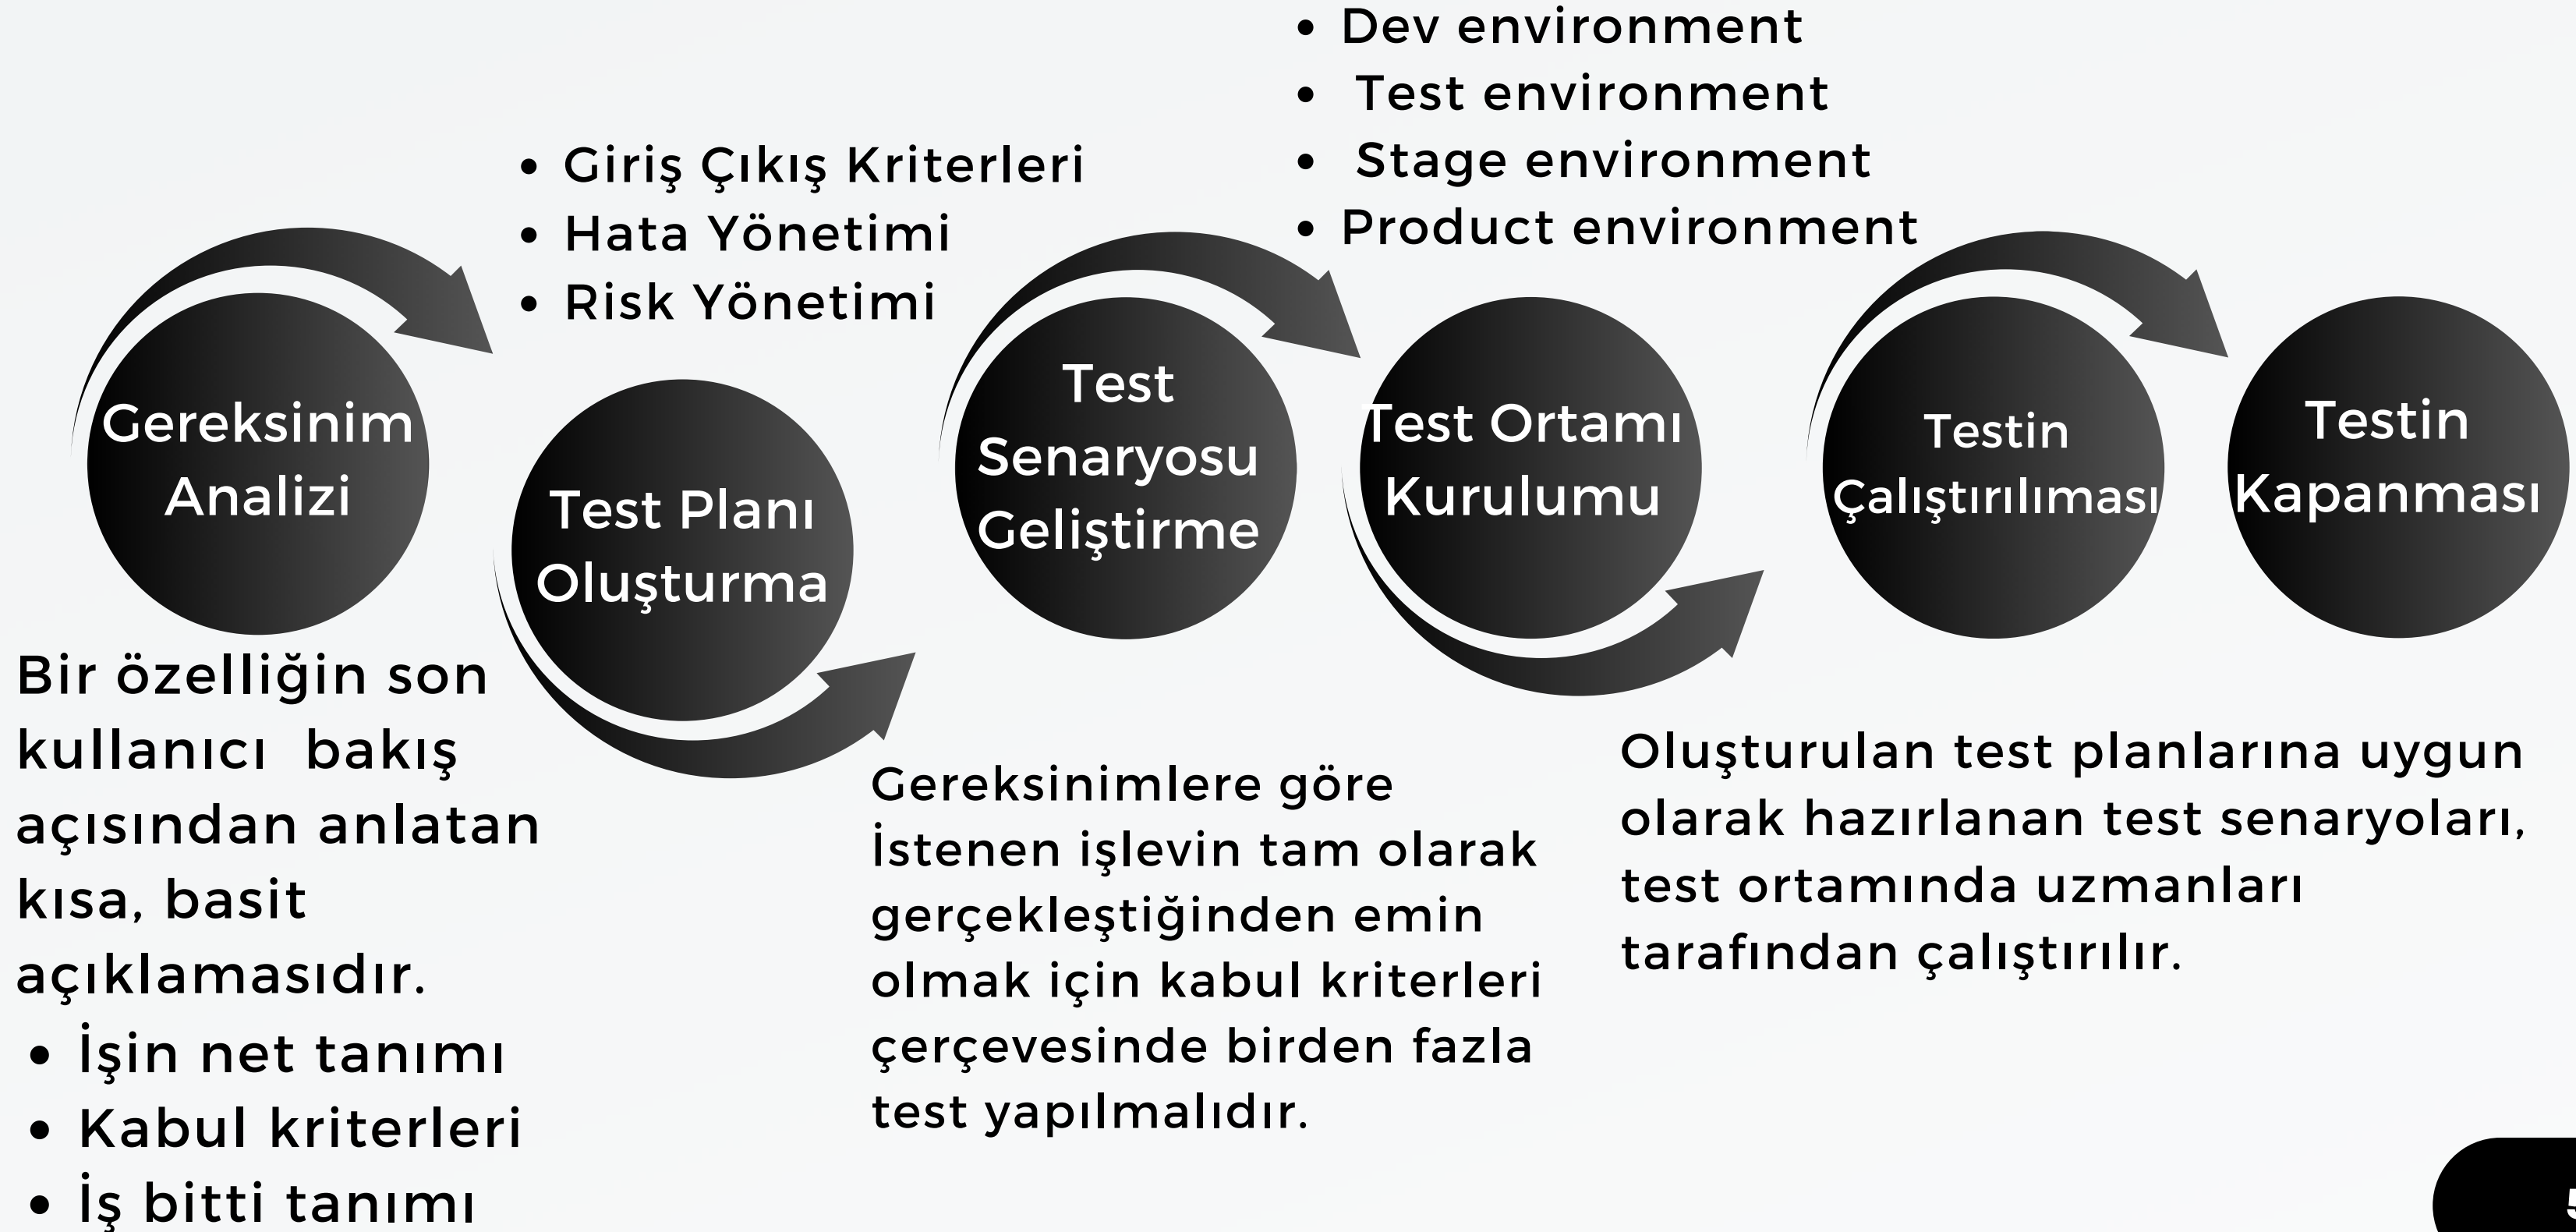 Gereksinim
Analizi
Bir özelliğin son
kullanıcı bakış
açısından anlatan
kısa, basit
açıklamasıdır.
• İşin net tanımı
• Kabul kriterleri
• İş bitti tanımı
• Giriş Çıkış Kriterleri
• Hata Yönetimi
• Risk Yönetimi
Test Planı
Oluşturma
Test
Senaryosu
Geliştirme
Gereksinimlere göre
İstenen işlevin tam olarak
gerçekleştiğinden emin
olmak için kabul kriterleri
çerçevesinde birden fazla
test yapılmalıdır.
• Dev environment
• Test environment
• Stage environment
• Product environment
Test Ortamı
Kurulumu
Testin
Çalıştırılıması
Oluşturulan test planlarına uygun
olarak hazırlanan test senaryoları,
test ortamında uzmanları
tarafından çalıştırılır.
Testin
Kapanması